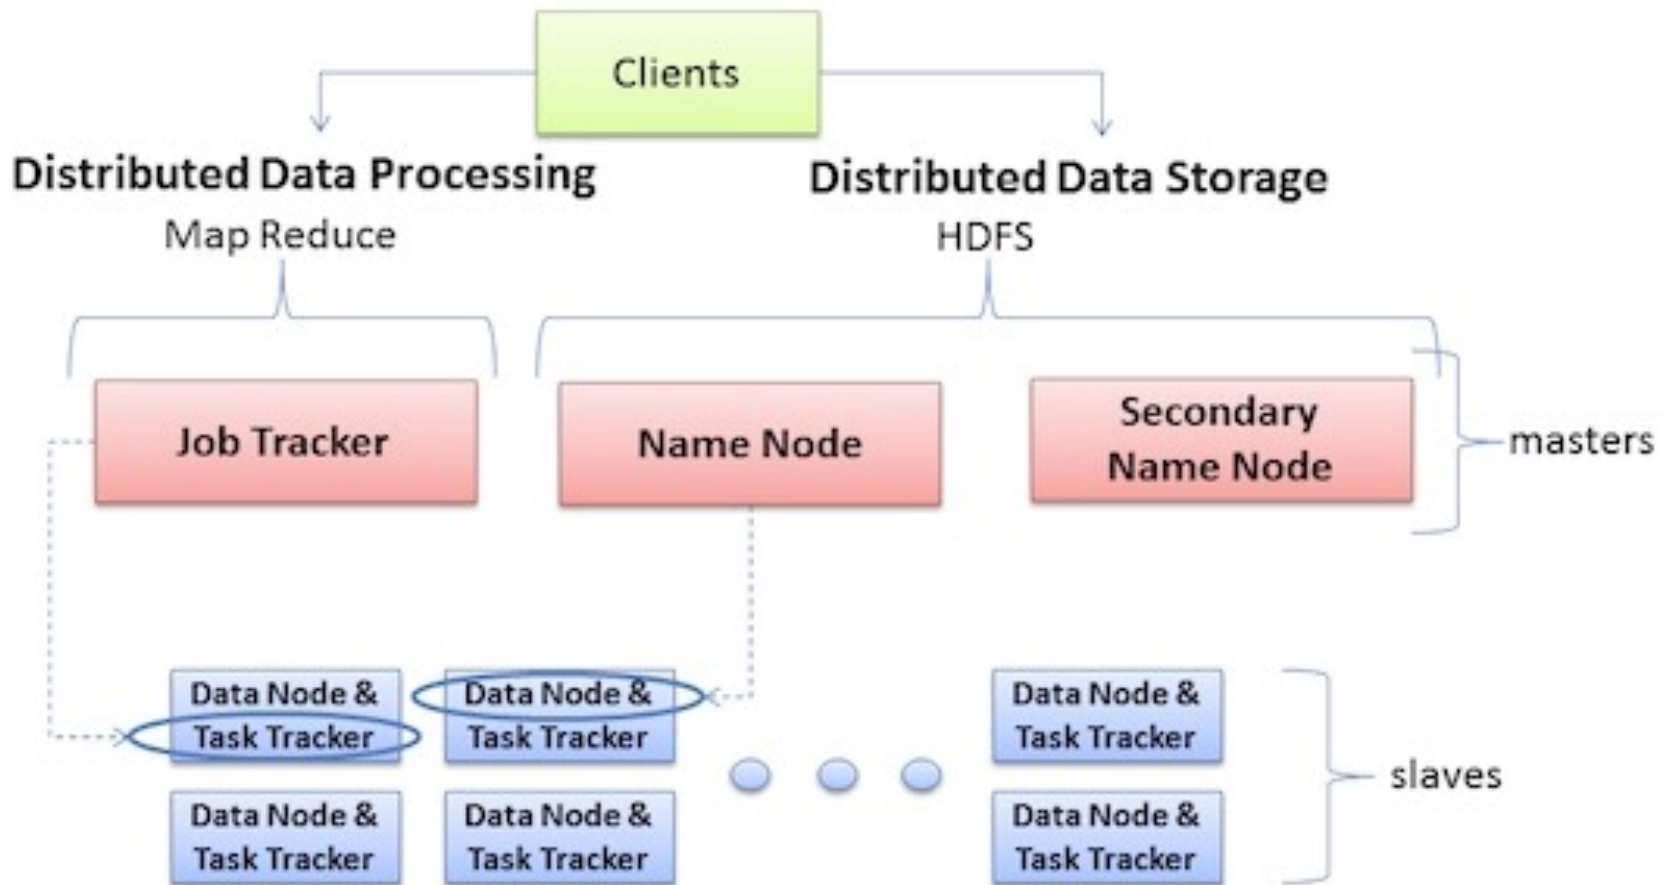 Clients
Distributed Data Processing
Map Reduce
Distributed Data Storage
HDFS
Job Tracker
Name Node
Secondary
Name Node
masters
Data Node &
Task Tracker
Data Node &
Task Tracker
Data Node &
Task Tracker
slaves
Data Node &
Task Tracker
Data Node &
Task Tracker
Data Node &
Task Tracker